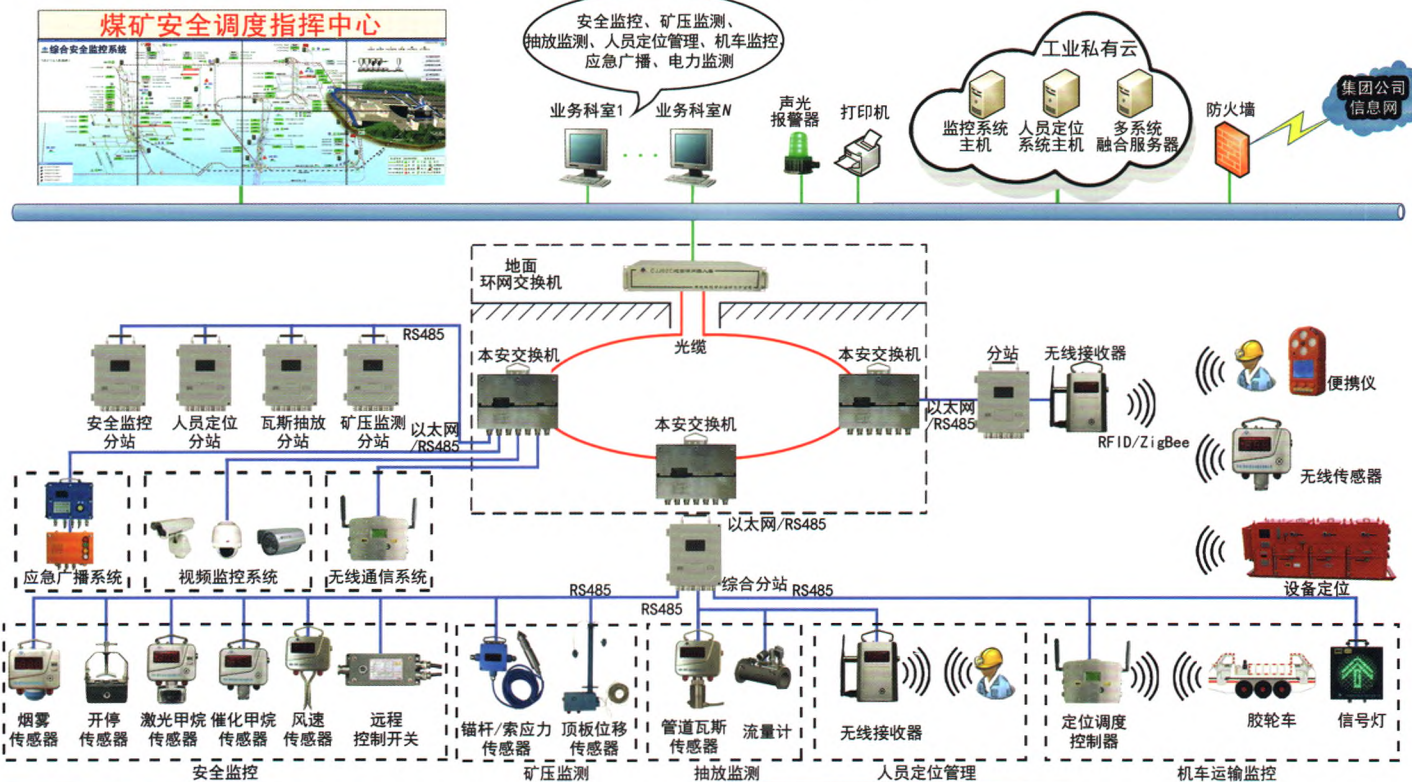 煤矿安全调度指挥中心
综合安全监控系统
安全监控、矿压监测、
抽放监测、人员定位管理、机车监控、
应急广播、电力监测
业务科室1
业务科室N
声光
报警器
打印机
工业私有云
监控系统
主机
人员定位
系统主机
多系统
融合服务器
防火墙
集团公司
信息网
地面
环网交换机
光缆
本安交换机
本安交换机
本安交换机
RS485
安全监控
分站
人员定位
分站
瓦斯抽放
分站
矿压监测
分站
以太网
/RS485
以太网
/RS485
分站
无线接收器
RFID/ZigBee
便携仪
无线传感器
设备定位
应急广播系统
视频监控系统
无线通信系统
以太网/RS485
综合分站
RS485
RS485
RS485
烟雾
传感器
开停
传感器
激光甲烷
传感器
催化甲烷
传感器
风速
传感器
远程
控制开关
锚杆/索应力
传感器
顶板位移
传感器
管道瓦斯
传感器
流量计
无线接收器
定位调度
控制器
胶轮车
信号灯
安全监控
矿压监测
抽放监测
人员定位管理
机车运输监控